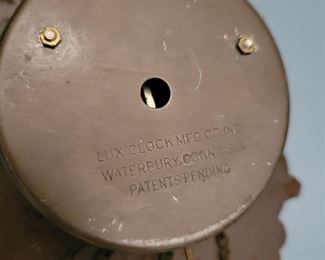 LUX CLOCK MFG. CO. INC.
WATERBURY, CONN. U.S.A.
PATENTS PENDING